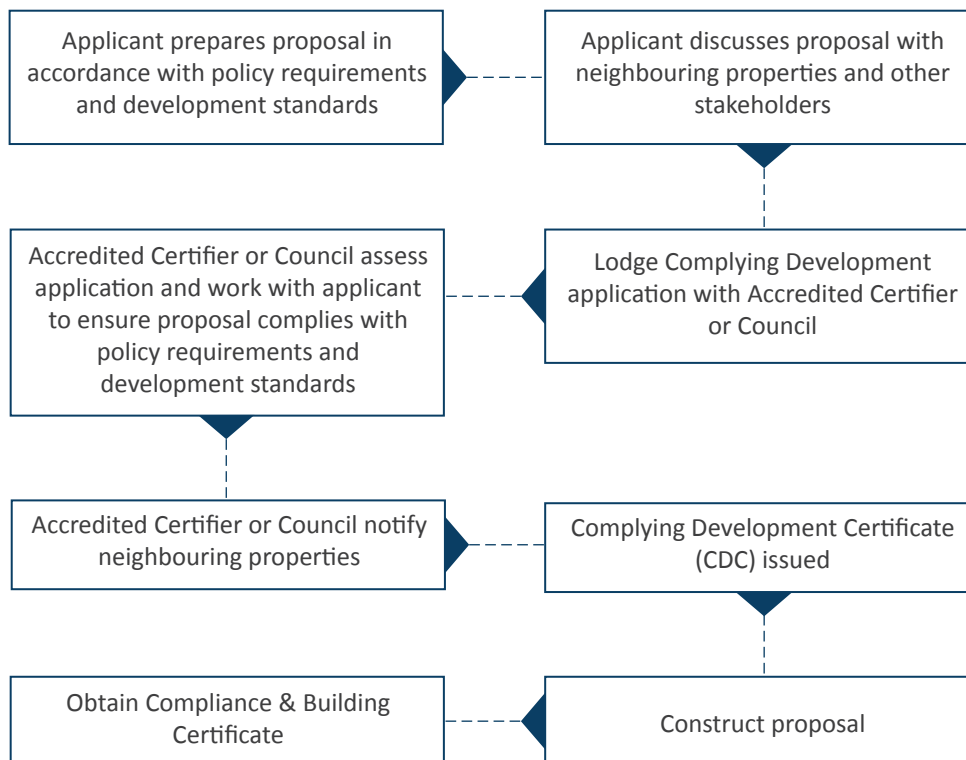 Applicant prepares proposal in
accordance with policy requirements
and development standards
Applicant discusses proposal with
neighbouring properties and other
stakeholders
Lodge Complying Development
application with Accredited Certifier
or Council
Accredited Certifier or Council assess
application and work with applicant
to ensure proposal complies with
policy requirements and
development standards
Accredited Certifier or Council notify
neighbouring properties
Complying Development Certificate
(CDC) issued
Construct proposal
Obtain Compliance & Building
Certificate